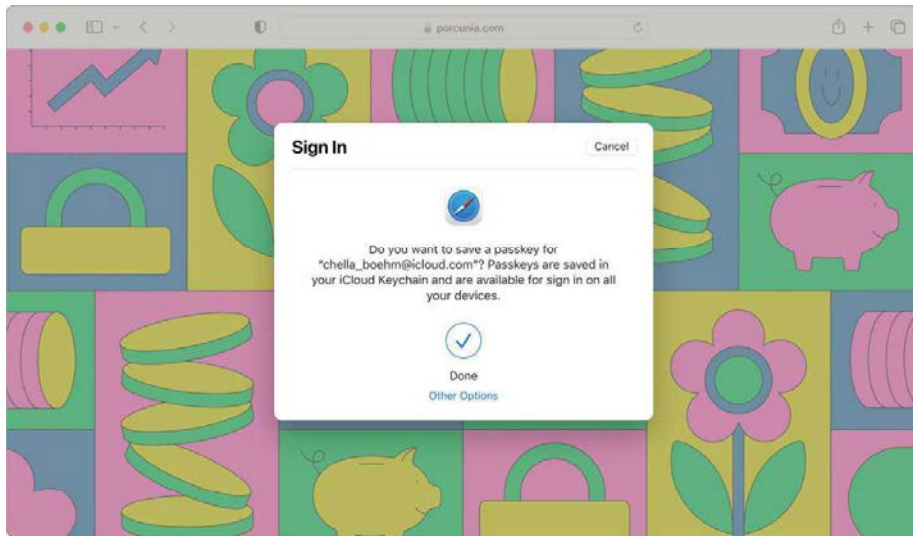 porcunia.com
Sign In
Cancel
Do you want to save a passkey for
"chella_boehm@icloud.com"? Passkeys are saved in
your iCloud Keychain and are available for sign in on all
your devices.
Done
Other Options